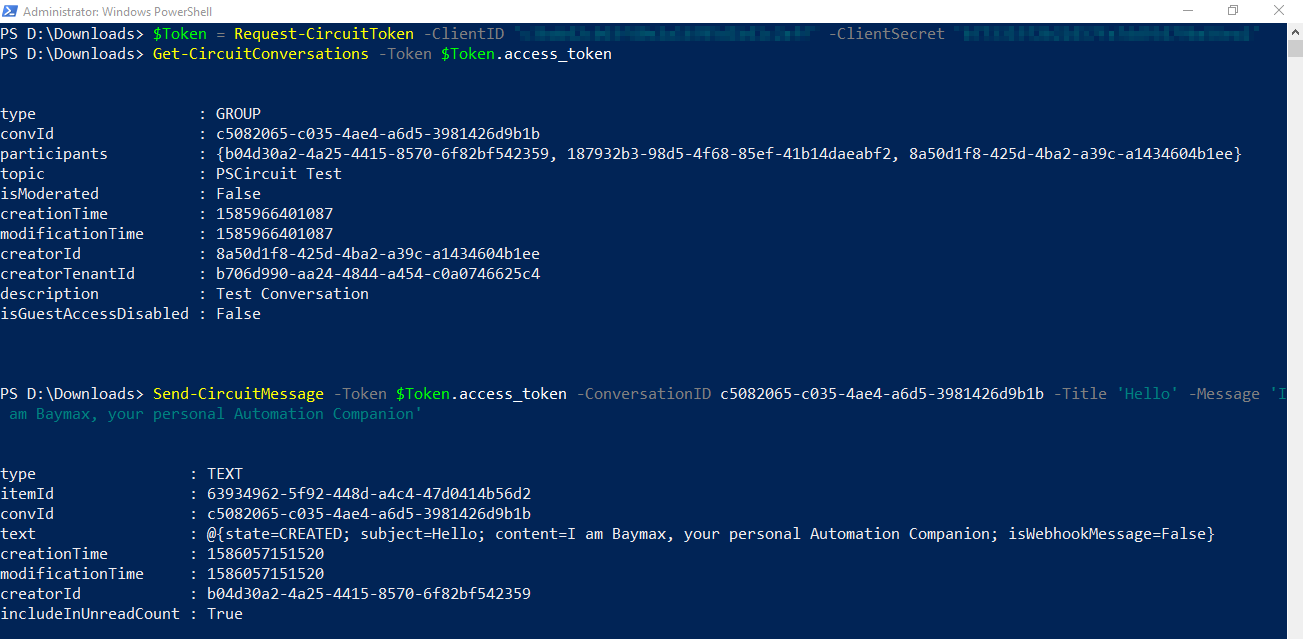 Administrator: Windows PowerShell
PS D:\Downloads> $Token = Request-CircuitToken -ClientID -ClientSecret
PS D:\Downloads> Get-CircuitConversations -Token $Token.access_token
type : GROUP
convId : c5082065-c035-4ae4-a6d5-3981426d9b1b
participants : {b04d30a2-4a25-4415-8570-6f82bf542359, 187932b3-98d5-4f68-85ef-41b14daeabf2, 8a50d1f8-425d-4ba2-a39c-a1434604b1ee}
topic : PSCircuit Test
isModerated : False
creationTime : 1585966401087
modificationTime : 1585966401087
creatorId : 8a50d1f8-425d-4ba2-a39c-a1434604b1ee
creatorTenantId : b706d990-aa24-4844-a454-c0a0746625c4
description : Test Conversation
isGuestAccessDisabled : False
PS D:\Downloads> Send-CircuitMessage -Token $Token.access_token -ConversationID c5082065-c035-4ae4-a6d5-3981426d9b1b -Title 'Hello' -Message 'I
am Baymax, your personal Automation Companion'
type : TEXT
itemId : 63934962-5f92-448d-a4c4-47d0414b56d2
convId : c5082065-c035-4ae4-a6d5-3981426d9b1b
text : @{state=CREATED; subject=Hello; content=I am Baymax, your personal Automation Companion; isWebhookMessage=False}
creationTime : 1586057151520
modificationTime : 1586057151520
creatorId : b04d30a2-4a25-4415-8570-6f82bf542359
includeInUnreadCount : True